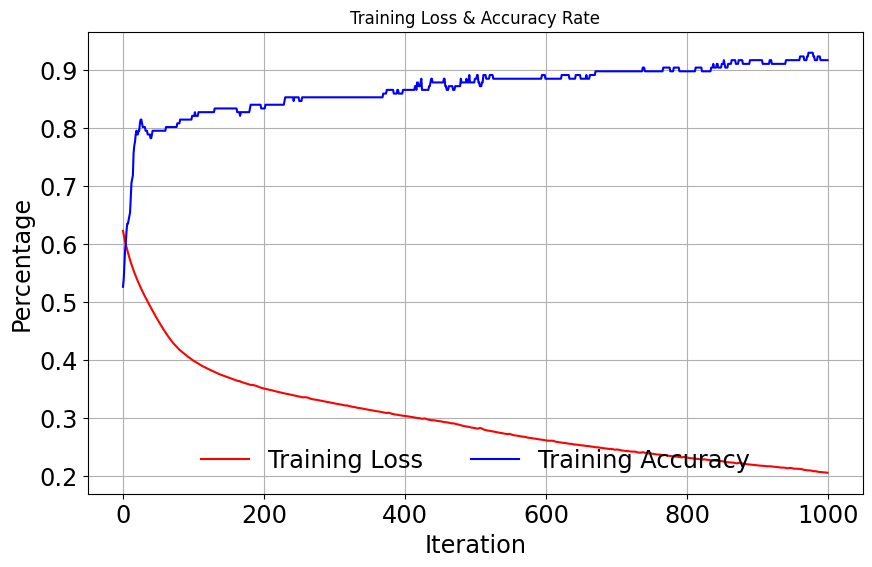 Training Loss & Accuracy Rate
Percentage
0.9
0.8
0.7
0.6
0.5
0.4
0.3
0.2
Training Loss Training Accuracy
0 200 400 600 800 1000
Iteration